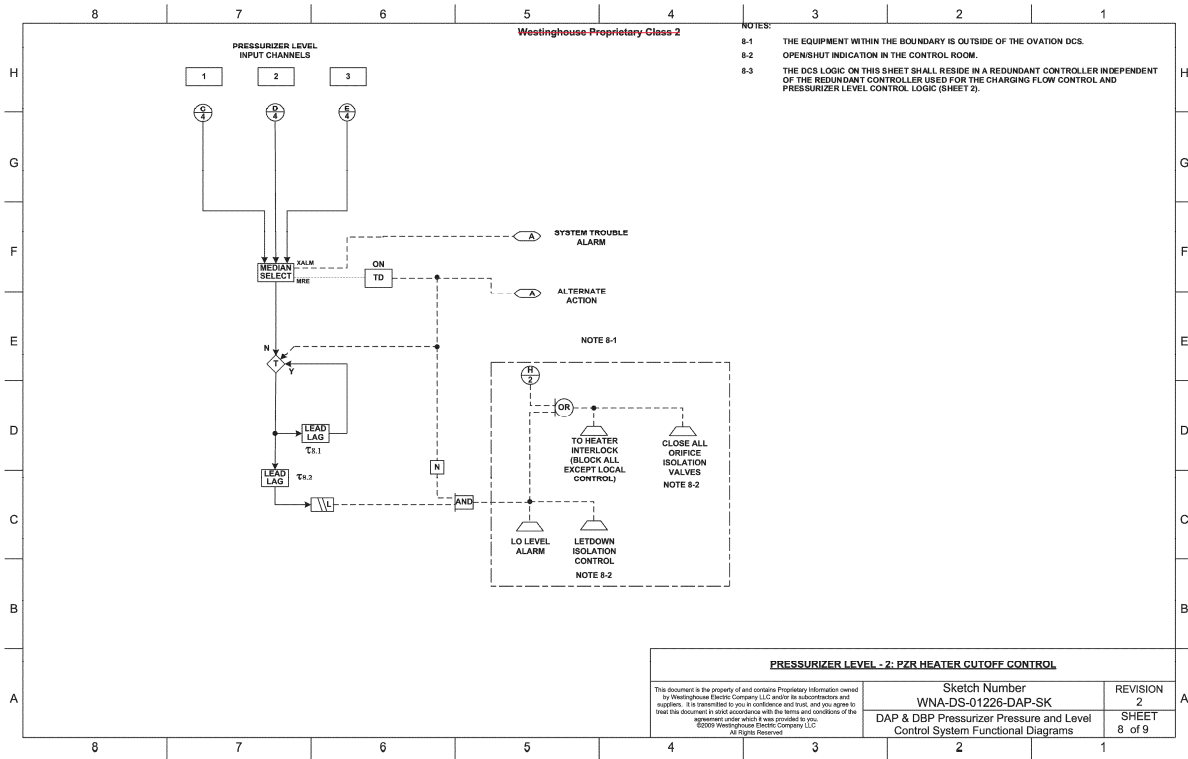 8 7 6 5 4 3 2 1
Westinghouse Proprietary Class 2
NOTES:
8-1 THE EQUIPMENT WITHIN THE BOUNDARY IS OUTSIDE OF THE OVATION DCS.
8-2 OPEN/SHUT INDICATION IN THE CONTROL ROOM.
8-3 THE DCS LOGIC ON THIS SHEET SHALL RESIDE IN A REDUNDANT CONTROLLER INDEPENDENT
OF THE REDUNDANT CONTROLLER USED FOR THE CHARGING FLOW CONTROL AND
PRESSURIZER LEVEL CONTROL LOGIC (SHEET 2).
PRESSURIZER LEVEL
INPUT CHANNELS
H H
1 2 3
C D E
4 4 4
G G
F F
A SYSTEM TROUBLE
ALARM
MEDIAN
SELECT
XALM
MRE
ON
TD
A ALTERNATE
ACTION
E E
NOTE 8-1
N
T
Y
H
2
OR
D D
LEAD
LAG
τ8.1
TO HEATER
INTERLOCK
(BLOCK ALL
EXCEPT LOCAL
CONTROL)
CLOSE ALL
ORIFICE
ISOLATION
VALVES
NOTE 8-2
N
LEAD
LAG
τ8.2
L
AND
C C
LO LEVEL
ALARM
LETDOWN
ISOLATION
CONTROL
NOTE 8-2
B B
PRESSURIZER LEVEL - 2: PZR HEATER CUTOFF CONTROL
This document is the property of and contains Proprietary Information owned
by Westinghouse Electric Company LLC and/or its subcontractors and
suppliers. It is transmitted to you in confidence and trust, and you agree to
treat this document in strict accordance with the terms and conditions of the
agreement under which it was provided to you.
©2009 Westinghouse Electric Company LLC
All Rights Reserved
Sketch Number
WNA-DS-01226-DAP-SK
REVISION
2
DAP & DBP Pressurizer Pressure and Level
Control System Functional Diagrams
SHEET
8 of 9
A A
8 7 6 5 4 3 2 1